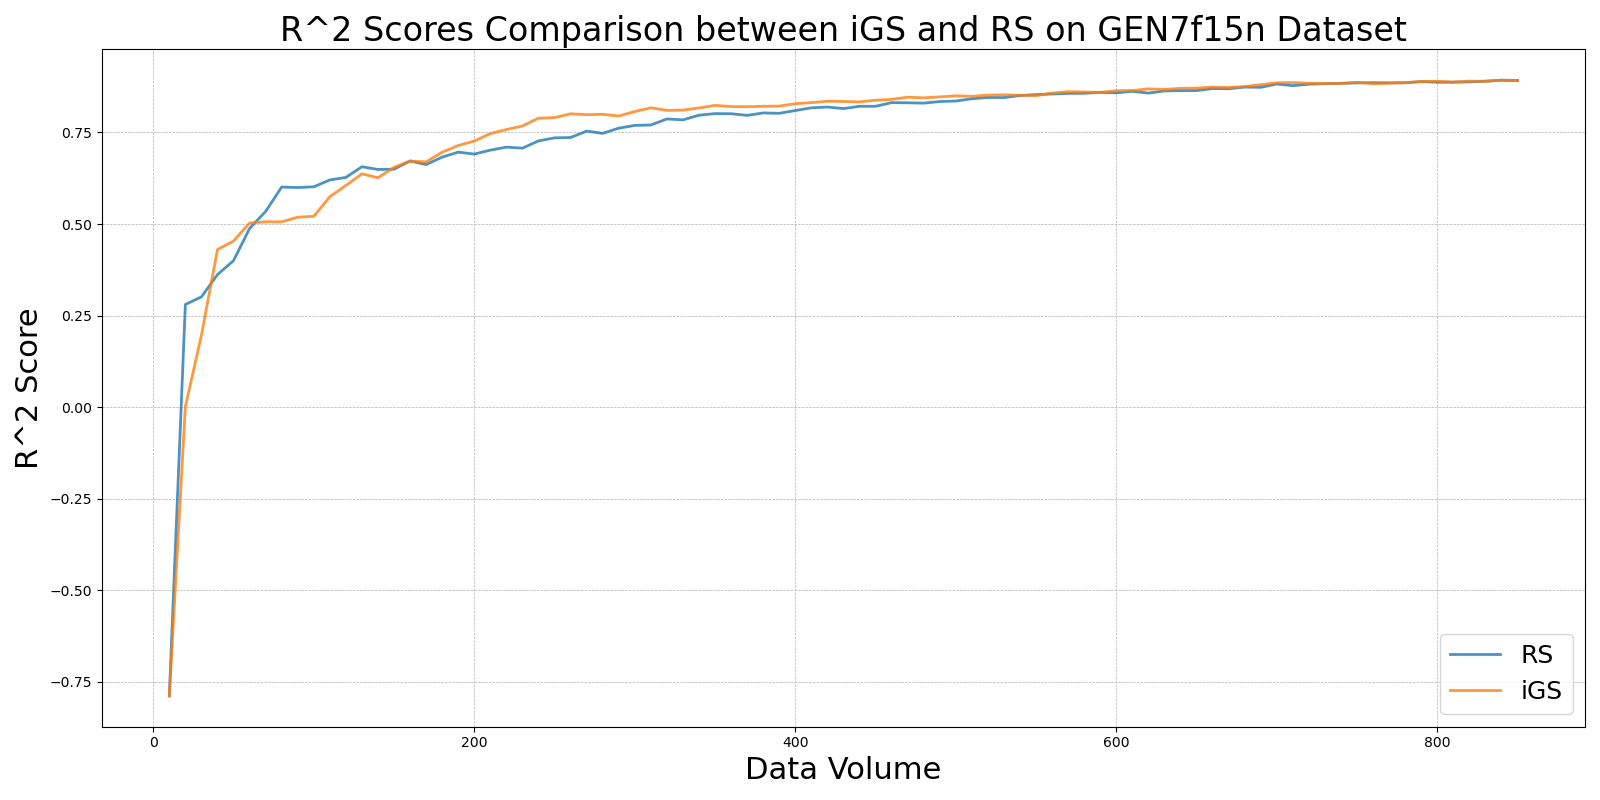 R^2 Scores Comparison between iGS and RS on GEN7f15n Dataset
R^2 Score
0.75
0.50
0.25
0.00
−0.25
−0.50
−0.75
0
200
400
600
800
Data Volume
RS
iGS